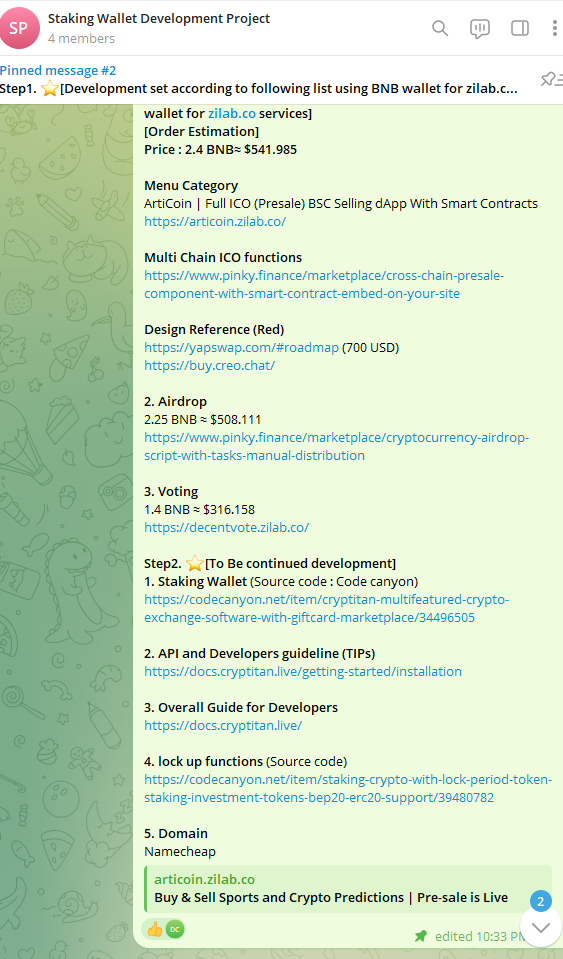 SP
Staking Wallet Development Project
4 members
Pinned message #2
Step1. ⭐[Development set according to following list using BNB wallet for zilab.c...
wallet for zilab.co services]
[Order Estimation]
Price : 2.4 BNB≈ $541.985
Menu Category
ArtiCoin | Full ICO (Presale) BSC Selling dApp With Smart Contracts
https://articoin.zilab.co/
Multi Chain ICO functions
https://www.pinky.finance/marketplace/cross-chain-presale-
component-with-smart-contract-embed-on-your-site
Design Reference (Red)
https://yapswap.com/#roadmap (700 USD)
https://buy.creo.chat/
2. Airdrop
2.25 BNB ≈ $508.111
https://www.pinky.finance/marketplace/cryptocurrency-airdrop-
script-with-tasks-manual-distribution
3. Voting
1.4 BNB ≈ $316.158
https://decentvote.zilab.co/
Step2. ⭐[To Be continued development]
1. Staking Wallet (Source code : Code canyon)
https://codecanyon.net/item/cryptitan-multifeatured-crypto-
exchange-software-with-giftcard-marketplace/34496505
2. API and Developers guideline (TIPs)
https://docs.cryptitan.live/getting-started/installation
3. Overall Guide for Developers
https://docs.cryptitan.live/
4. lock up functions (Source code)
https://codecanyon.net/item/staking-crypto-with-lock-period-token-
staking-investment-tokens-bep20-erc20-support/39480782
5. Domain
Namecheap
articoin.zilab.co
Buy & Sell Sports and Crypto Predictions | Pre-sale is Live
2
👍 DC
edited 10:33